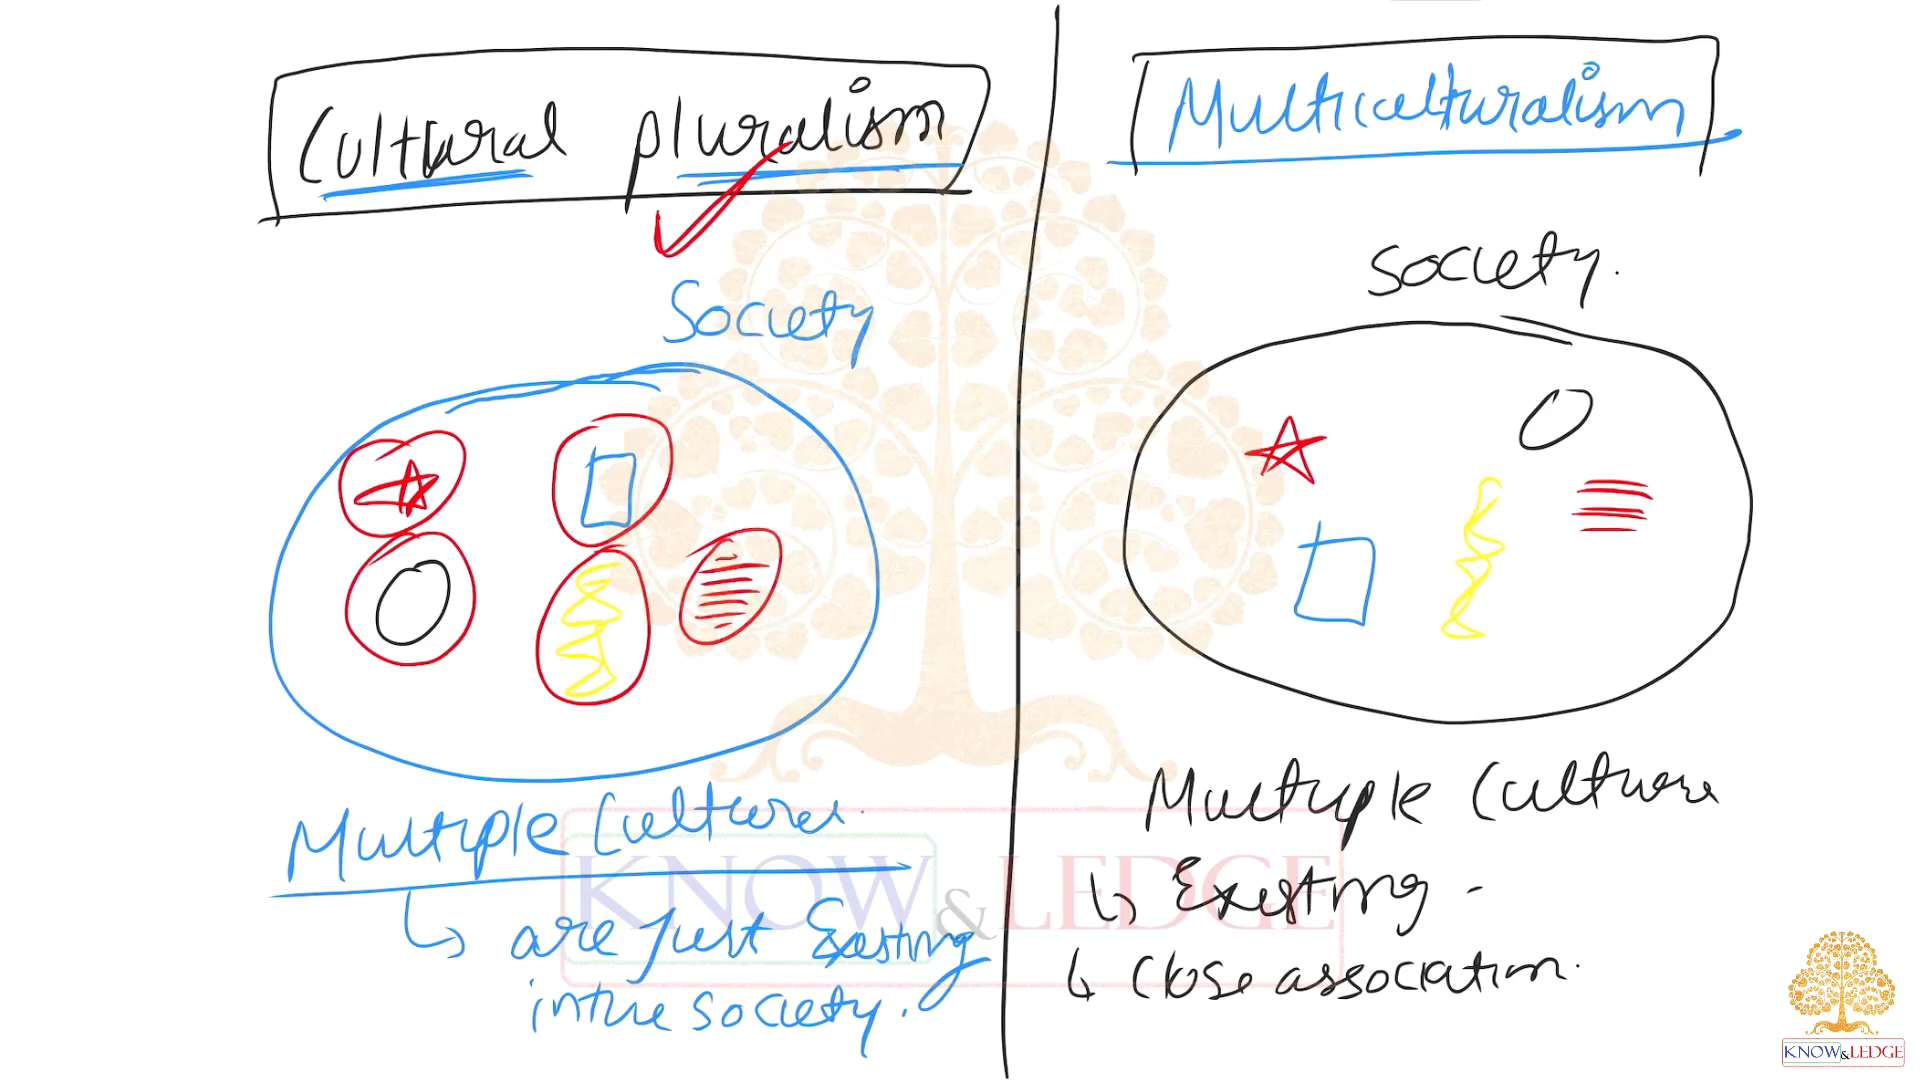 Cultural pluralism
Society
Multiple Cultures.
are just Existing
in the society.
Multiculturalism
Society.
Multiple Culture
Existing -
Close association.
KNOW&LEDGE
KNOW&LEDGE